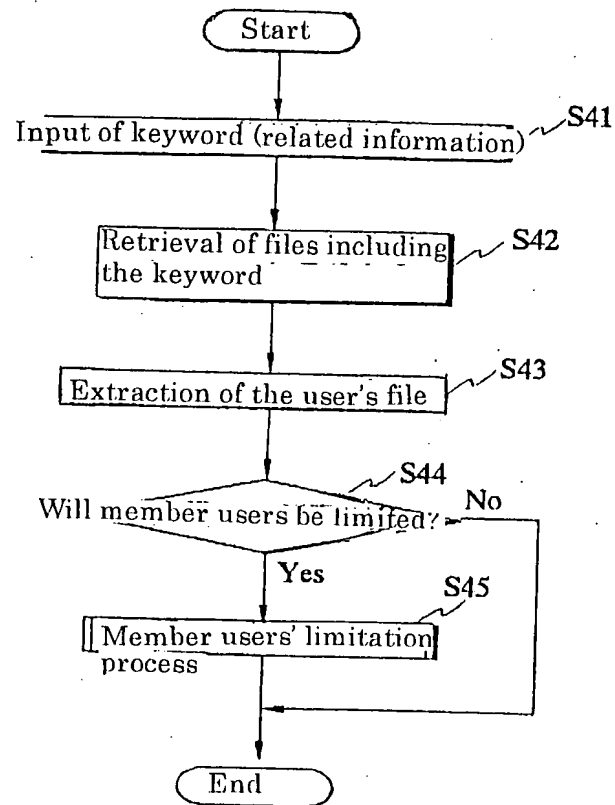 Start
Input of keyword (related information)
S41
Retrieval of files including
the keyword
S42
Extraction of the user's file
S43
S44
Will member users be limited?
No
Yes
S45
Member users' limitation
process
End